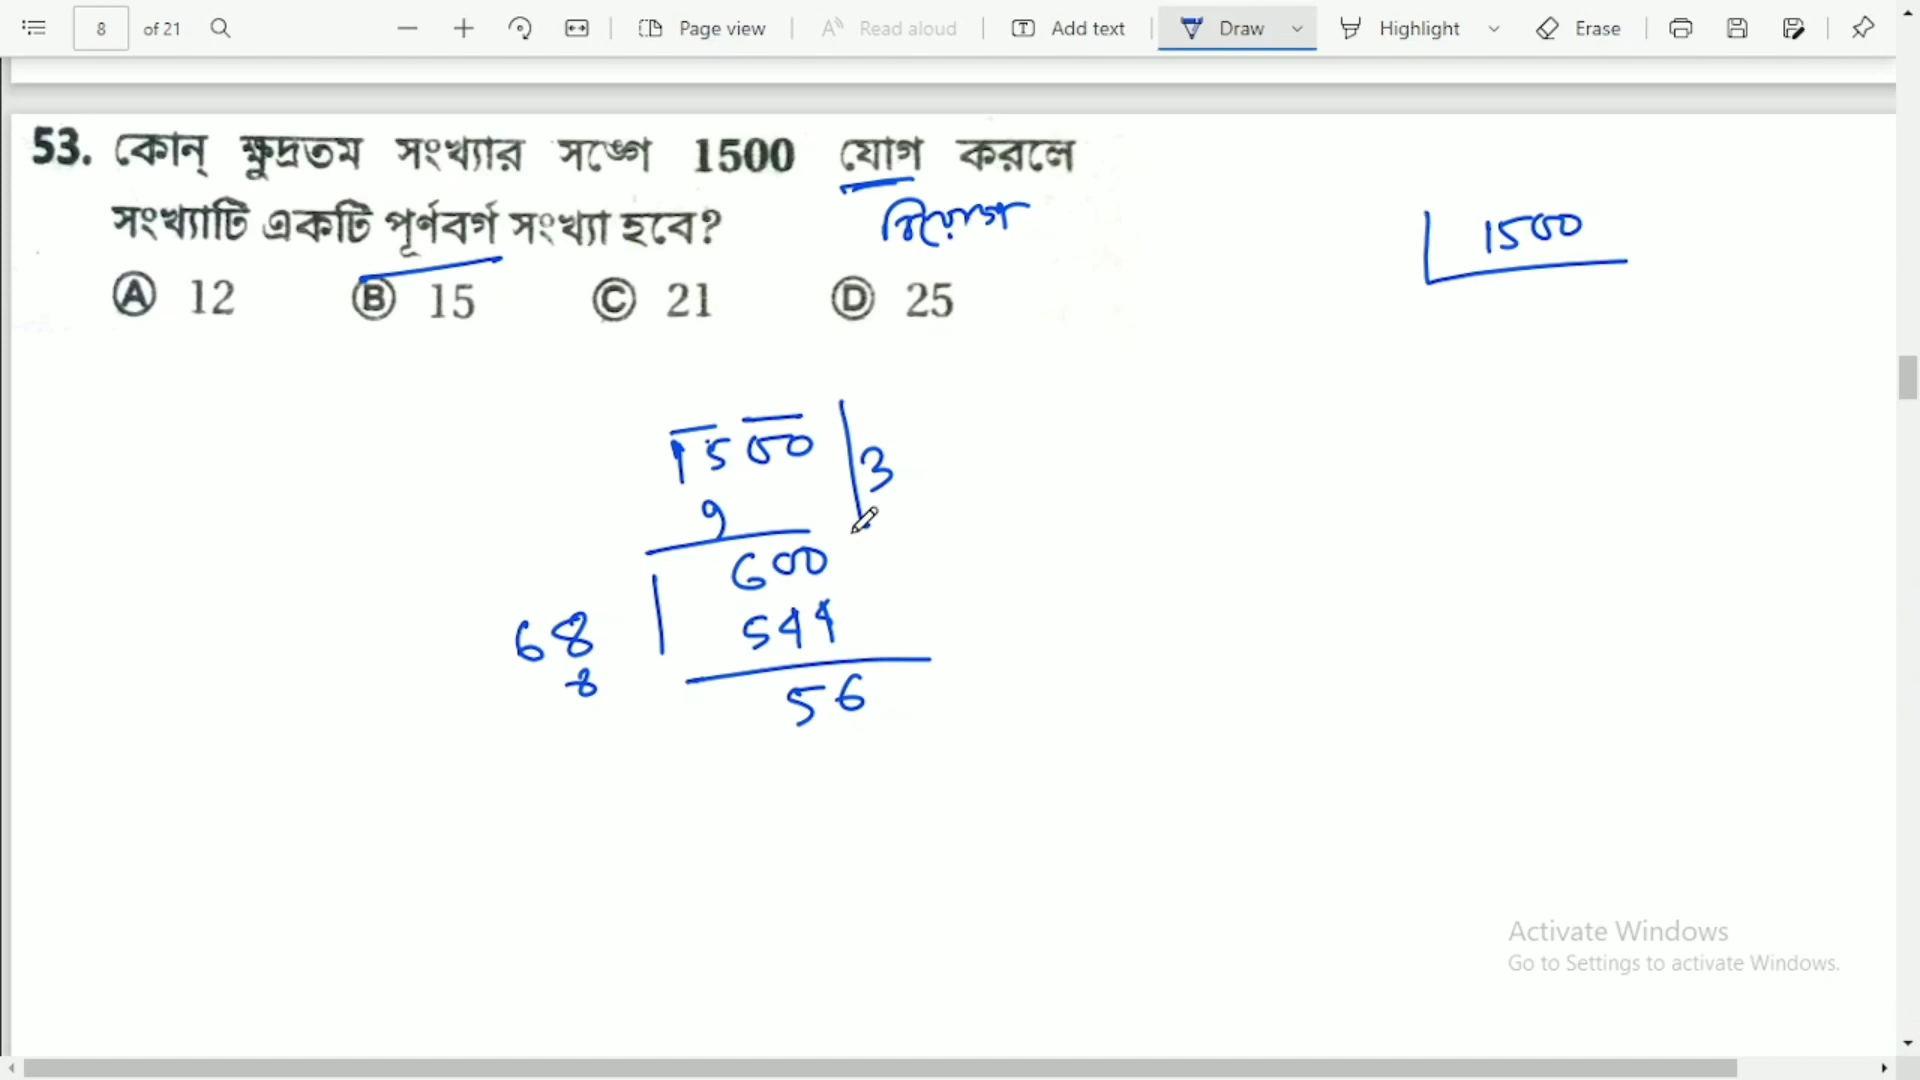 8 of 21 Page view Read aloud Add text Draw Highlight Erase
53. কোন্ ক্ষুদ্রতম সংখ্যার সঙ্গে 1500 যোগ করলে
সংখ্যাটি একটি পূর্ণবর্গ সংখ্যা হবে?
বিয়োগ
1500
A 12 B 15 C 21 D 25
1500 3
9
600
68 544
8
56
Activate Windows
Go to Settings to activate Windows.